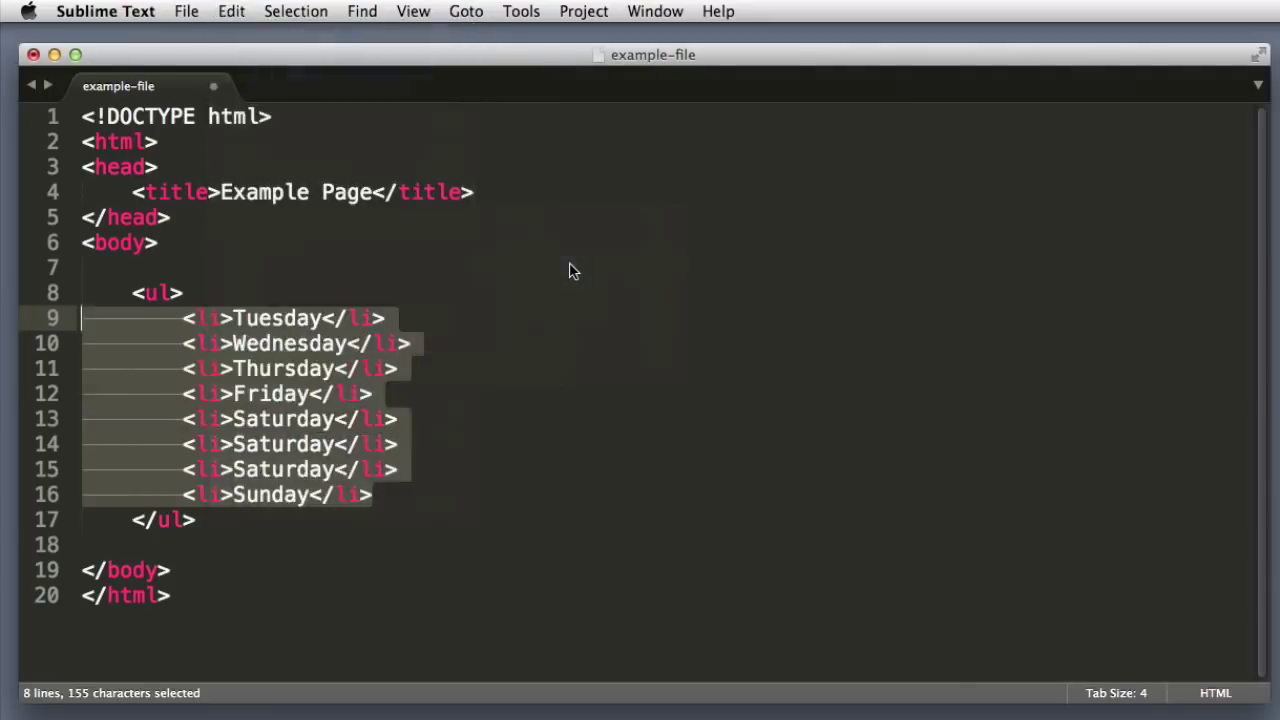 Sublime Text File Edit Selection Find View Goto Tools Project Window Help
example-file
example-file
1 <!DOCTYPE html>
2 <html>
3 <head>
4 <title>Example Page</title>
5 </head>
6 <body>
7
8 <ul>
9 <li>Tuesday</li>
10 <li>Wednesday</li>
11 <li>Thursday</li>
12 <li>Friday</li>
13 <li>Saturday</li>
14 <li>Saturday</li>
15 <li>Saturday</li>
16 <li>Sunday</li>
17 </ul>
18
19 </body>
20 </html>
8 lines, 155 characters selected Tab Size: 4 HTML